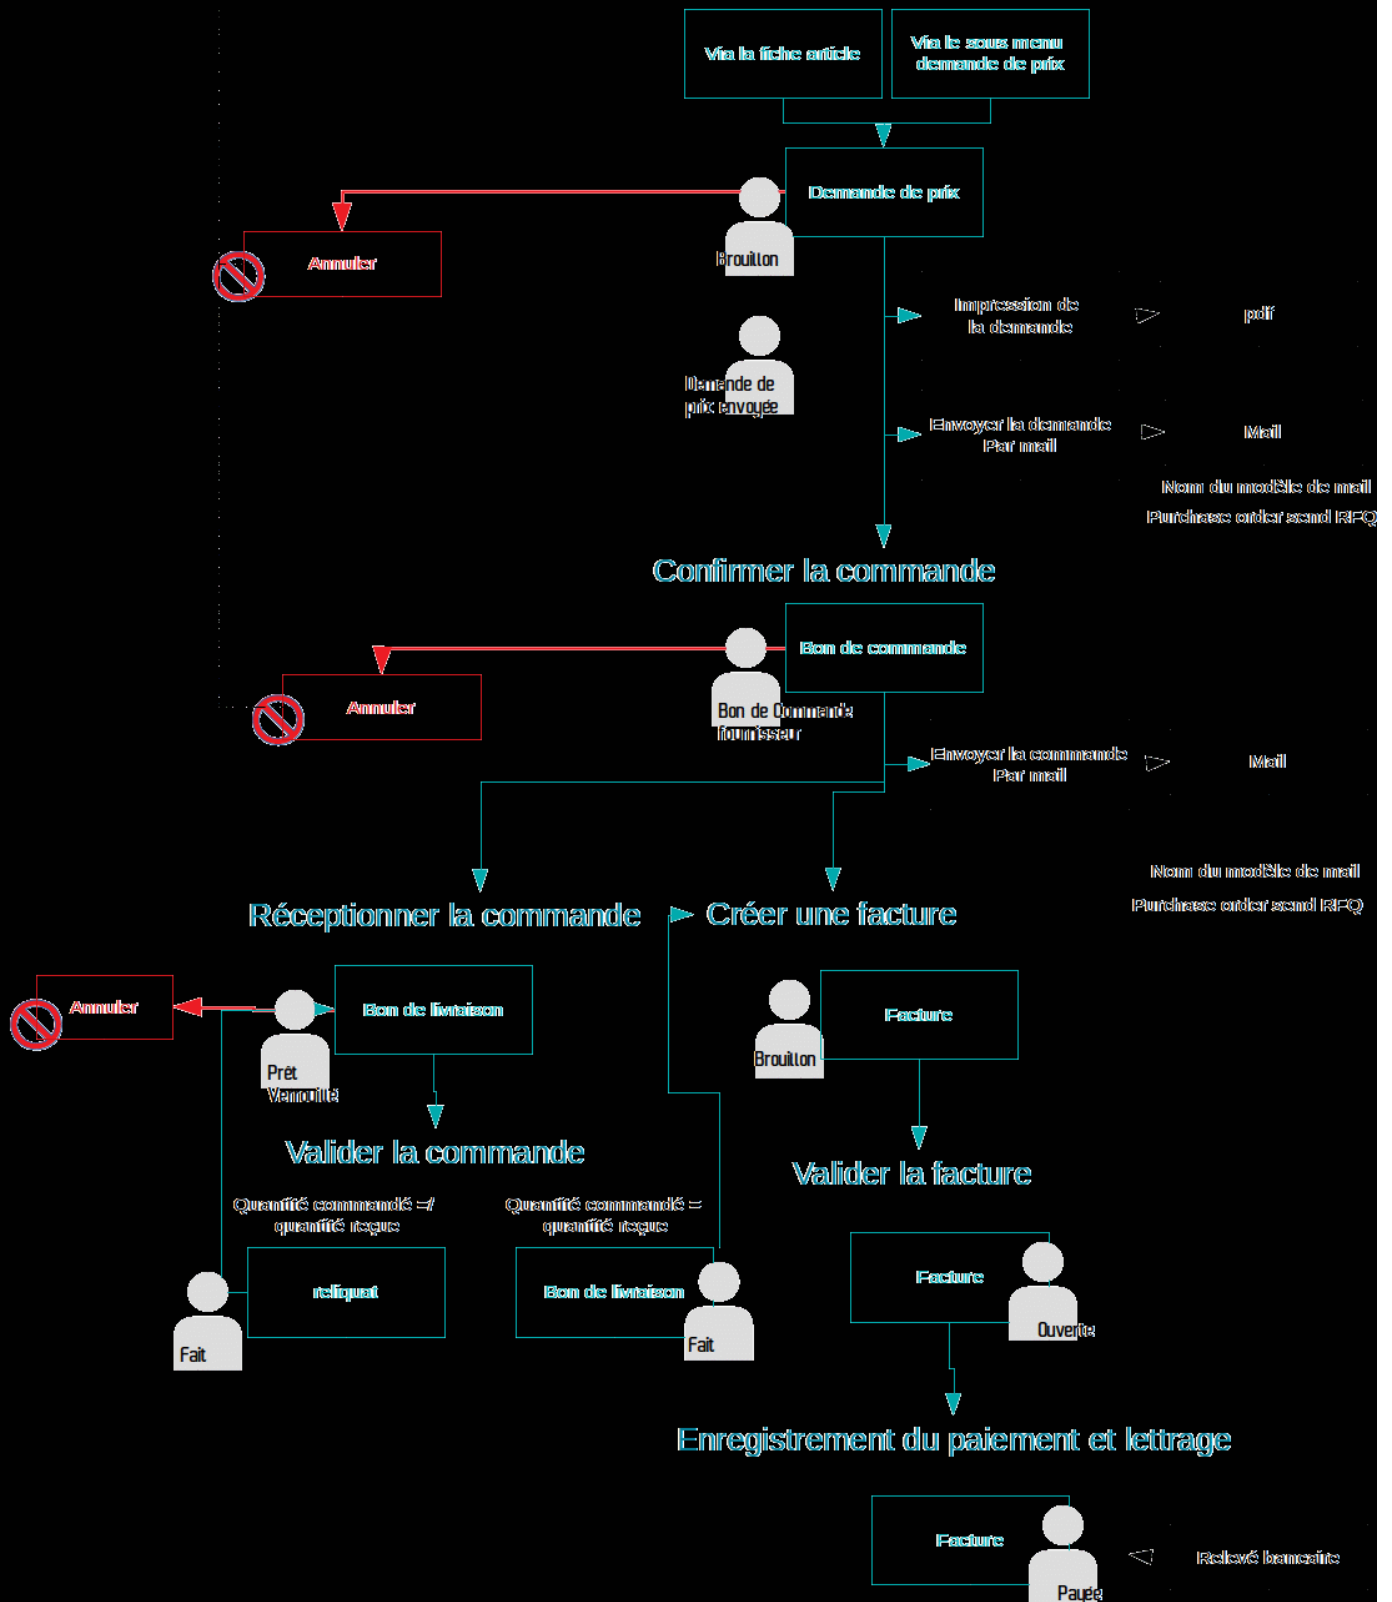 Via la fiche article
Via le sous menu
demande de prix
Demande de prix
Annuler
Brouillon
Impression de
la demande
pdf
Demande de
prix envoyée
Envoyer la demande
Par mail
Mail
Nom du modèle de mail
Purchase order send RFQ
Confirmer la commande
Bon de commande
Annuler
Bon de Commande
fournisseur
Envoyer la commande
Par mail
Mail
Nom du modèle de mail
Purchase order send RFQ
Réceptionner la commande
Créer une facture
Annuler
Bon de livraison
Facture
Prêt
Verrouillé
Brouillon
Valider la commande
Valider la facture
Quantité commandé =/
quantité reçue
Quantité commandé =
quantité reçue
reliquat
Bon de livraison
Facture
Fait
Fait
Ouverte
Enregistrement du paiement et lettrage
Facture
Relevé bancaire
Payée